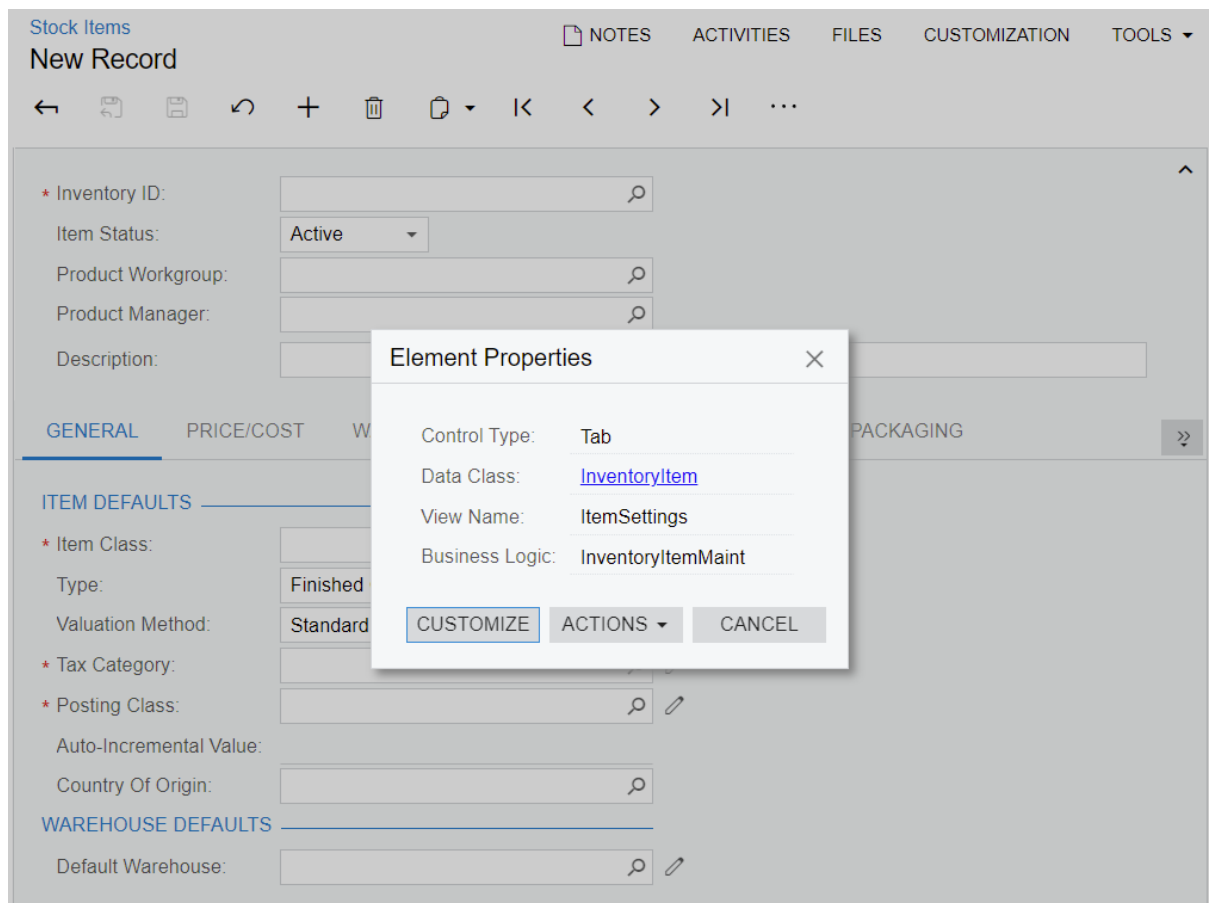 Stock Items
New Record
NOTES ACTIVITIES FILES CUSTOMIZATION TOOLS
* Inventory ID:
Item Status: Active
Product Workgroup:
Product Manager:
Description:
Element Properties
GENERAL PRICE/COST W PACKAGING
Control Type: Tab
Data Class: InventoryItem
View Name: ItemSettings
Business Logic: InventoryItemMaint
CUSTOMIZE ACTIONS CANCEL
ITEM DEFAULTS
* Item Class:
Type: Finished
Valuation Method: Standard
* Tax Category:
* Posting Class:
Auto-Incremental Value:
Country Of Origin:
WAREHOUSE DEFAULTS
Default Warehouse: